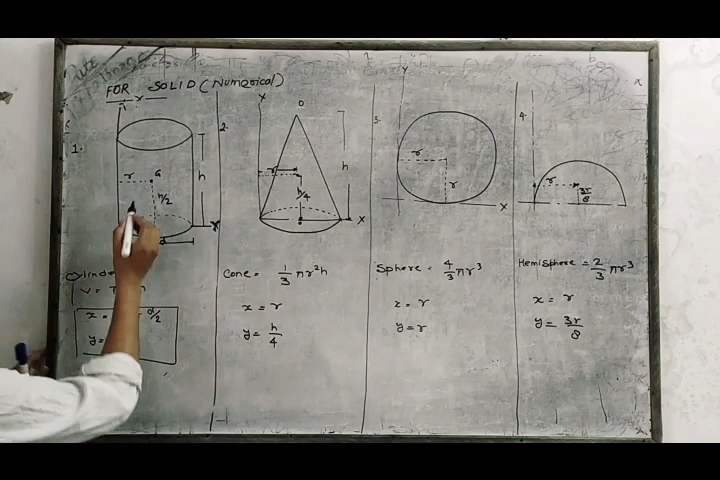 FOR SOLID (Numerical)
1.
Y
r
G
h/2
h
Cylinder
V =
x = d/2
y =
2.
Y
O
r
h/4
h
X
Cone = 1/3 πr²h
x = r
y = h/4
3.
Y
r
r
X
Sphere = 4/3 πr³
x = r
y = r
4.
r
3r/8
Hemisphere = 2/3 πr³
x = r
y = 3r/8